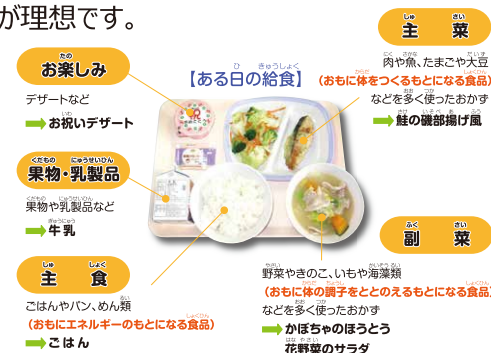 が理想です。
お楽しみ
デザートなど
➡お祝いデザート
果物・乳製品
果物や乳製品など
➡牛乳
主食
ごはんやパン、めん類
(おもにエネルギーのもとになる食品)
➡ごはん
【ある日の給食】
主菜
肉や魚、たまごや大豆
(おもに体をつくるもとになる食品)
などを多く使ったおかず
➡鮭の磯部揚げ風
副菜
野菜やきのこ、いもや海藻類
(おもに体の調子をととのえるもとになる食品)
などを多く使ったおかず
➡かぼちゃのほうとう
花野菜のサラダ